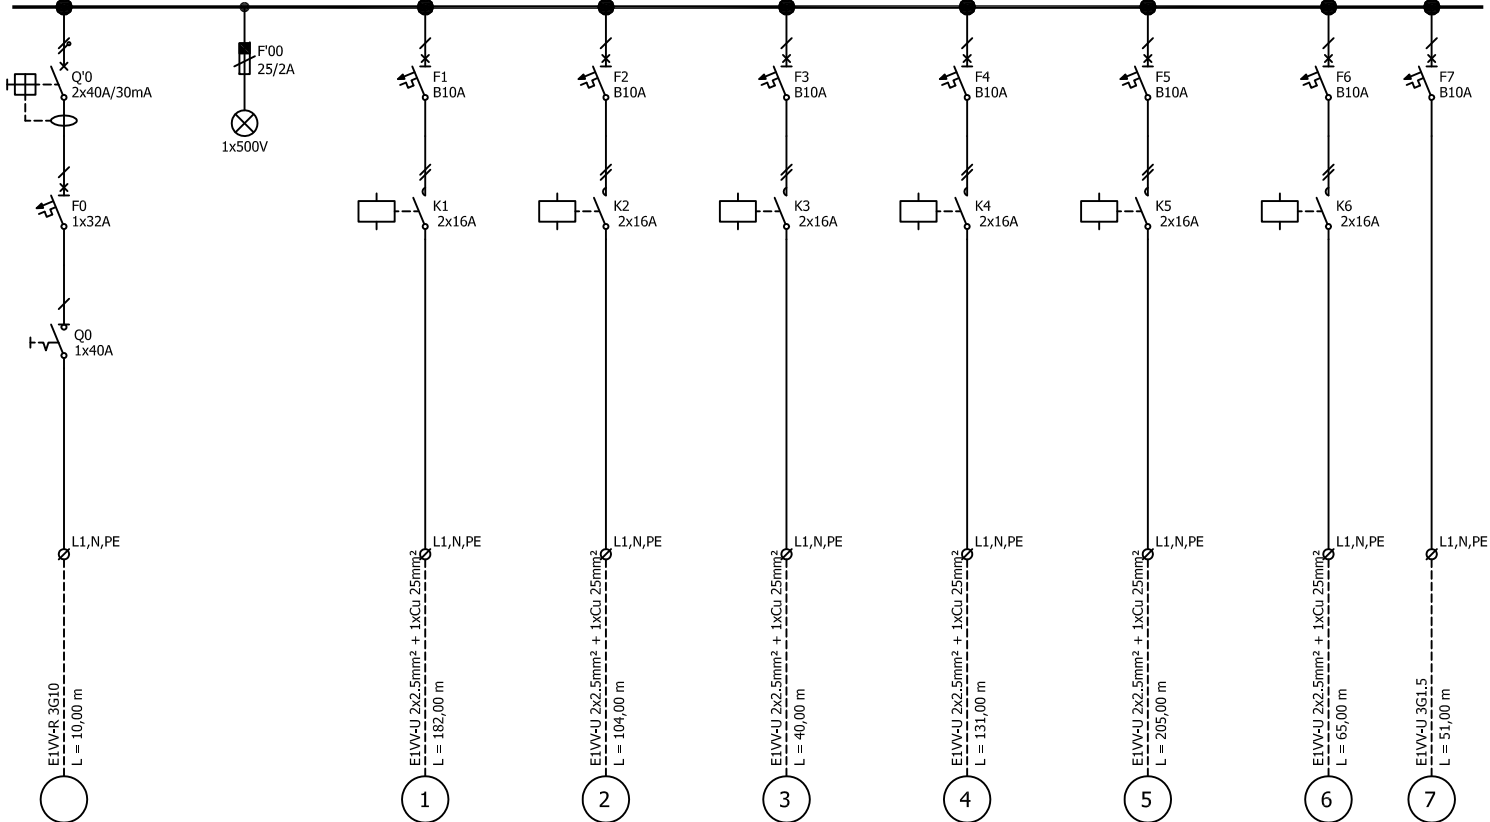 Q'0
2x40A/30mA
F0
1x32A
Q0
1x40A
L1,N,PE
E1VV-R 3G10
L = 10,00 m
F'00
25/2A
1x500V
F1
B10A
K1
2x16A
L1,N,PE
E1VV-U 2x2.5mm² + 1xCu 25mm²
L = 182,00 m
1
F2
B10A
K2
2x16A
L1,N,PE
E1VV-U 2x2.5mm² + 1xCu 25mm²
L = 104,00 m
2
F3
B10A
K3
2x16A
L1,N,PE
E1VV-U 2x2.5mm² + 1xCu 25mm²
L = 40,00 m
3
F4
B10A
K4
2x16A
L1,N,PE
E1VV-U 2x2.5mm² + 1xCu 25mm²
L = 131,00 m
4
F5
B10A
K5
2x16A
L1,N,PE
E1VV-U 2x2.5mm² + 1xCu 25mm²
L = 205,00 m
5
F6
B10A
K6
2x16A
L1,N,PE
E1VV-U 2x2.5mm² + 1xCu 25mm²
L = 65,00 m
6
F7
B10A
L1,N,PE
E1VV-U 3G1.5
L = 51,00 m
7